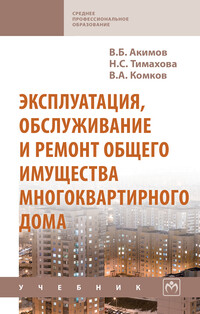 СРЕДНЕЕ
ПРОФЕССИОНАЛЬНОЕ
ОБРАЗОВАНИЕ
В.Б. Акимов
Н.С. Тимахова
В.А. Комков
ЭКСПЛУАТАЦИЯ,
ОБСЛУЖИВАНИЕ
И РЕМОНТ ОБЩЕГО
ИМУЩЕСТВА
МНОГОКВАРТИРНОГО
ДОМА
УЧЕБНИК